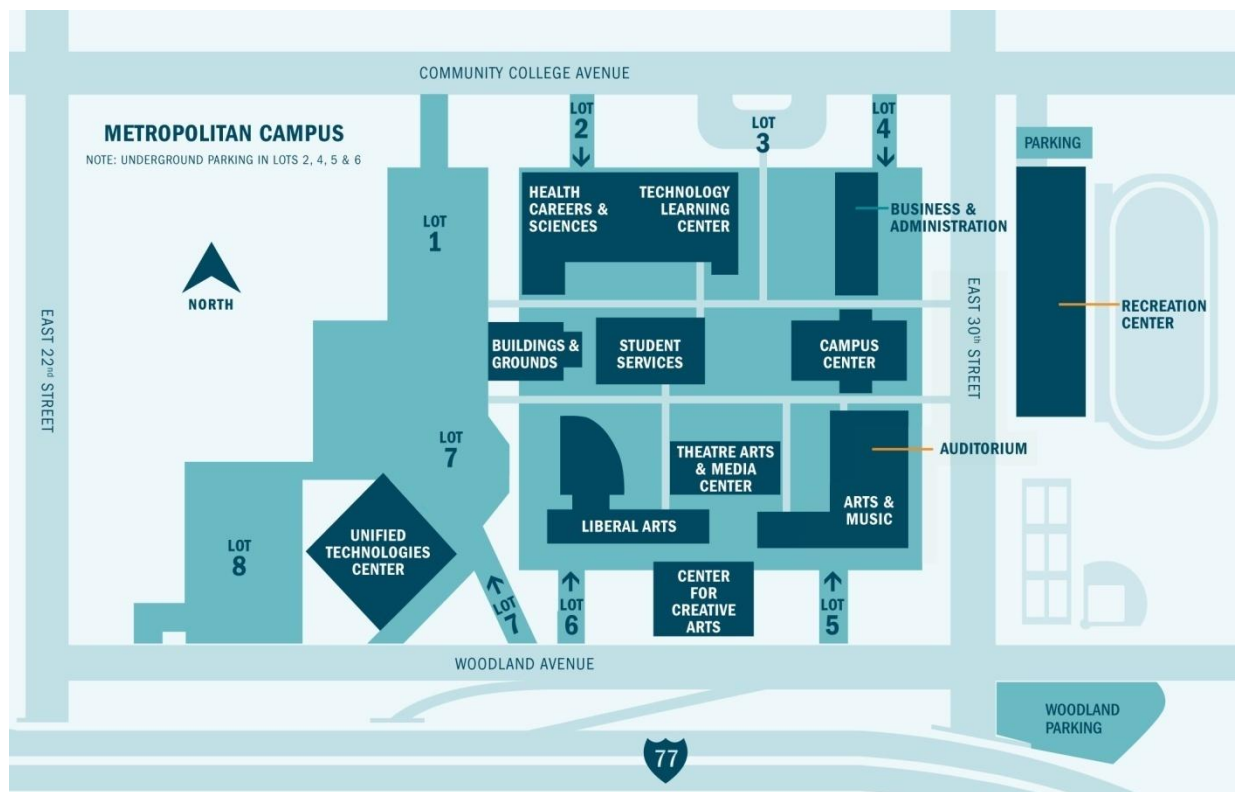 COMMUNITY COLLEGE AVENUE
METROPOLITAN CAMPUS
NOTE: UNDERGROUND PARKING IN LOTS 2, 4, 5 & 6
LOT
2
LOT
3
LOT
4
PARKING
HEALTH
CAREERS &
SCIENCES
TECHNOLOGY
LEARNING
CENTER
BUSINESS &
ADMINISTRATION
LOT
1
NORTH
EAST 22nd STREET
BUILDINGS &
GROUNDS
STUDENT
SERVICES
CAMPUS
CENTER
EAST 30th STREET
RECREATION
CENTER
LOT
7
THEATRE ARTS
& MEDIA
CENTER
AUDITORIUM
ARTS &
MUSIC
LIBERAL ARTS
UNIFIED
TECHNOLOGIES
CENTER
LOT
8
LOT
7
LOT
6
CENTER
FOR
CREATIVE
ARTS
LOT
5
WOODLAND AVENUE
WOODLAND
PARKING
77